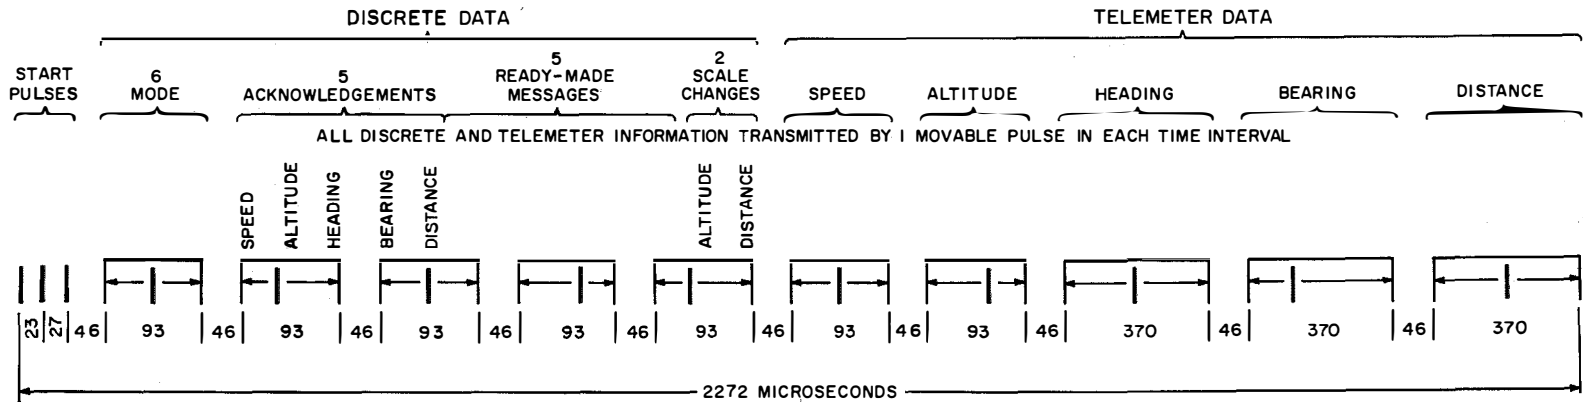 DISCRETE DATA
TELEMETER DATA
START PULSES
6 MODE
5 ACKNOWLEDGEMENTS
5 READY-MADE MESSAGES
2 SCALE CHANGES
SPEED
ALTITUDE
HEADING
BEARING
DISTANCE
ALL DISCRETE AND TELEMETER INFORMATION TRANSMITTED BY 1 MOVABLE PULSE IN EACH TIME INTERVAL
SPEED
ALTITUDE
HEADING
BEARING
DISTANCE
ALTITUDE
DISTANCE
23 27 46 93 46 93 46 93 46 93 46 93 46 93 46 93 46 370 46 370 46 370
2272 MICROSECONDS